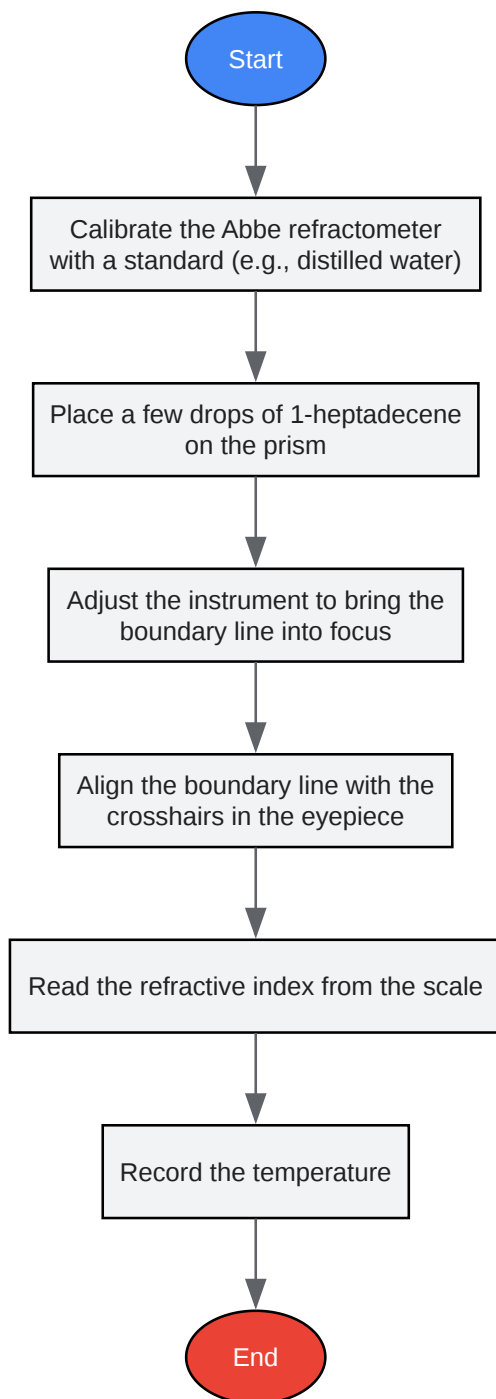 Start
Calibrate the Abbe refractometer
with a standard (e.g., distilled water)
Place a few drops of 1-heptadecene
on the prism
Adjust the instrument to bring the
boundary line into focus
Align the boundary line with the
crosshairs in the eyepiece
Read the refractive index from the scale
Record the temperature
End